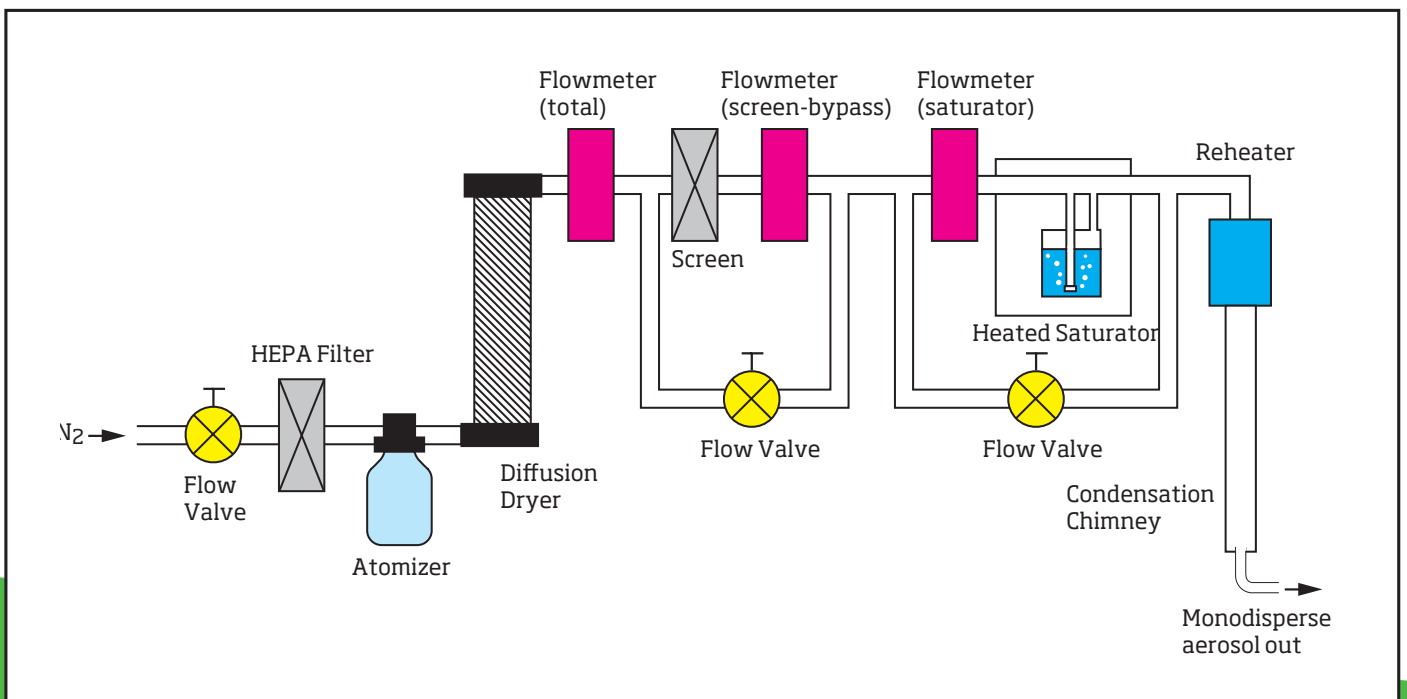 Flowmeter
(total)
Flowmeter
(screen-bypass)
Flowmeter
(saturator)
Reheater
Screen
Heated Saturator
HEPA Filter
N2
Flow Valve
Flow Valve
Flow
Valve
Diffusion
Dryer
Condensation
Chimney
Atomizer
Monodisperse
aerosol out